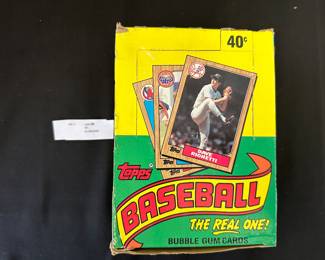 40¢
DAVE
RIGHETTI
Topps
BASEBALL
THE REAL ONE!
BUBBLE GUM CARDS